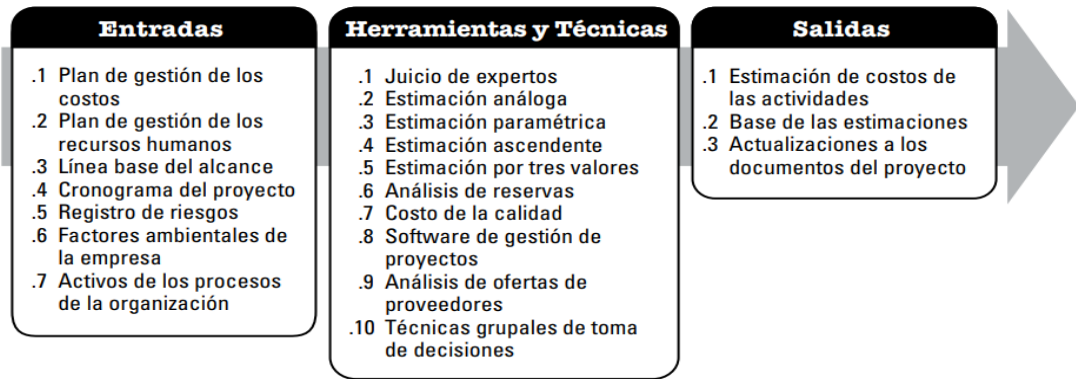 Entradas
.1 Plan de gestión de los
costos
.2 Plan de gestión de los
recursos humanos
.3 Línea base del alcance
.4 Cronograma del proyecto
.5 Registro de riesgos
.6 Factores ambientales de
la empresa
.7 Activos de los procesos
de la organización
Herramientas y Técnicas
.1 Juicio de expertos
.2 Estimación análoga
.3 Estimación paramétrica
.4 Estimación ascendente
.5 Estimación por tres valores
.6 Análisis de reservas
.7 Costo de la calidad
.8 Software de gestión de
proyectos
.9 Análisis de ofertas de
proveedores
.10 Técnicas grupales de toma
de decisiones
Salidas
.1 Estimación de costos de
las actividades
.2 Base de las estimaciones
.3 Actualizaciones a los
documentos del proyecto